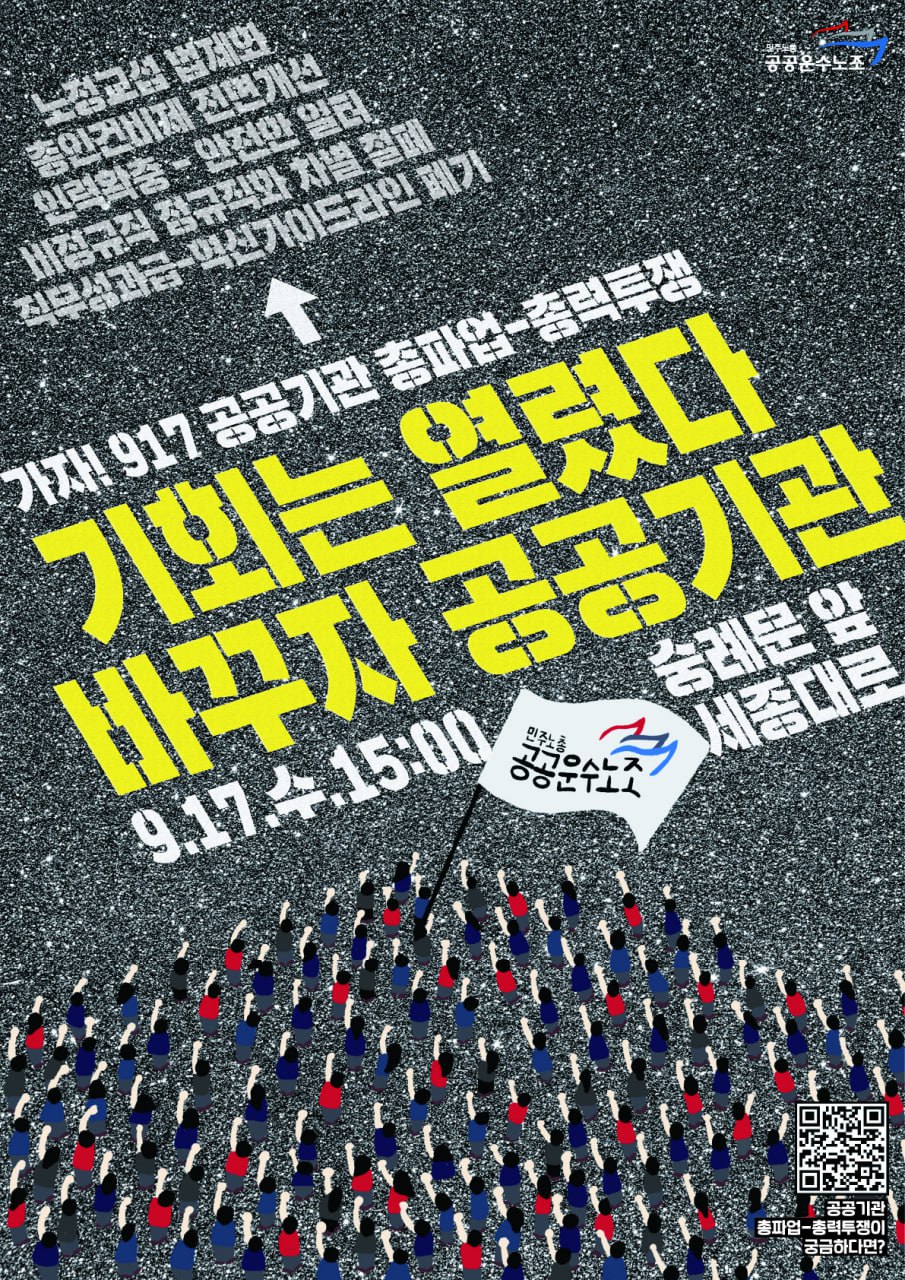 민주노총
공공운수노조
노정교섭 법제화
총인건비제 전면개선
인력확충-안전한 일터
비정규직 정규직화 차별 철폐
직무성과급-혁신가이드라인 폐기
가자! 917 공공기관 총파업-총력투쟁
기회는 열렸다
바꾸자 공공기관
숭례문 앞
세종대로
9.17.수.15:00
민주노총
공공운수노조
공공기관
총파업-총력투쟁이
궁금하다면?